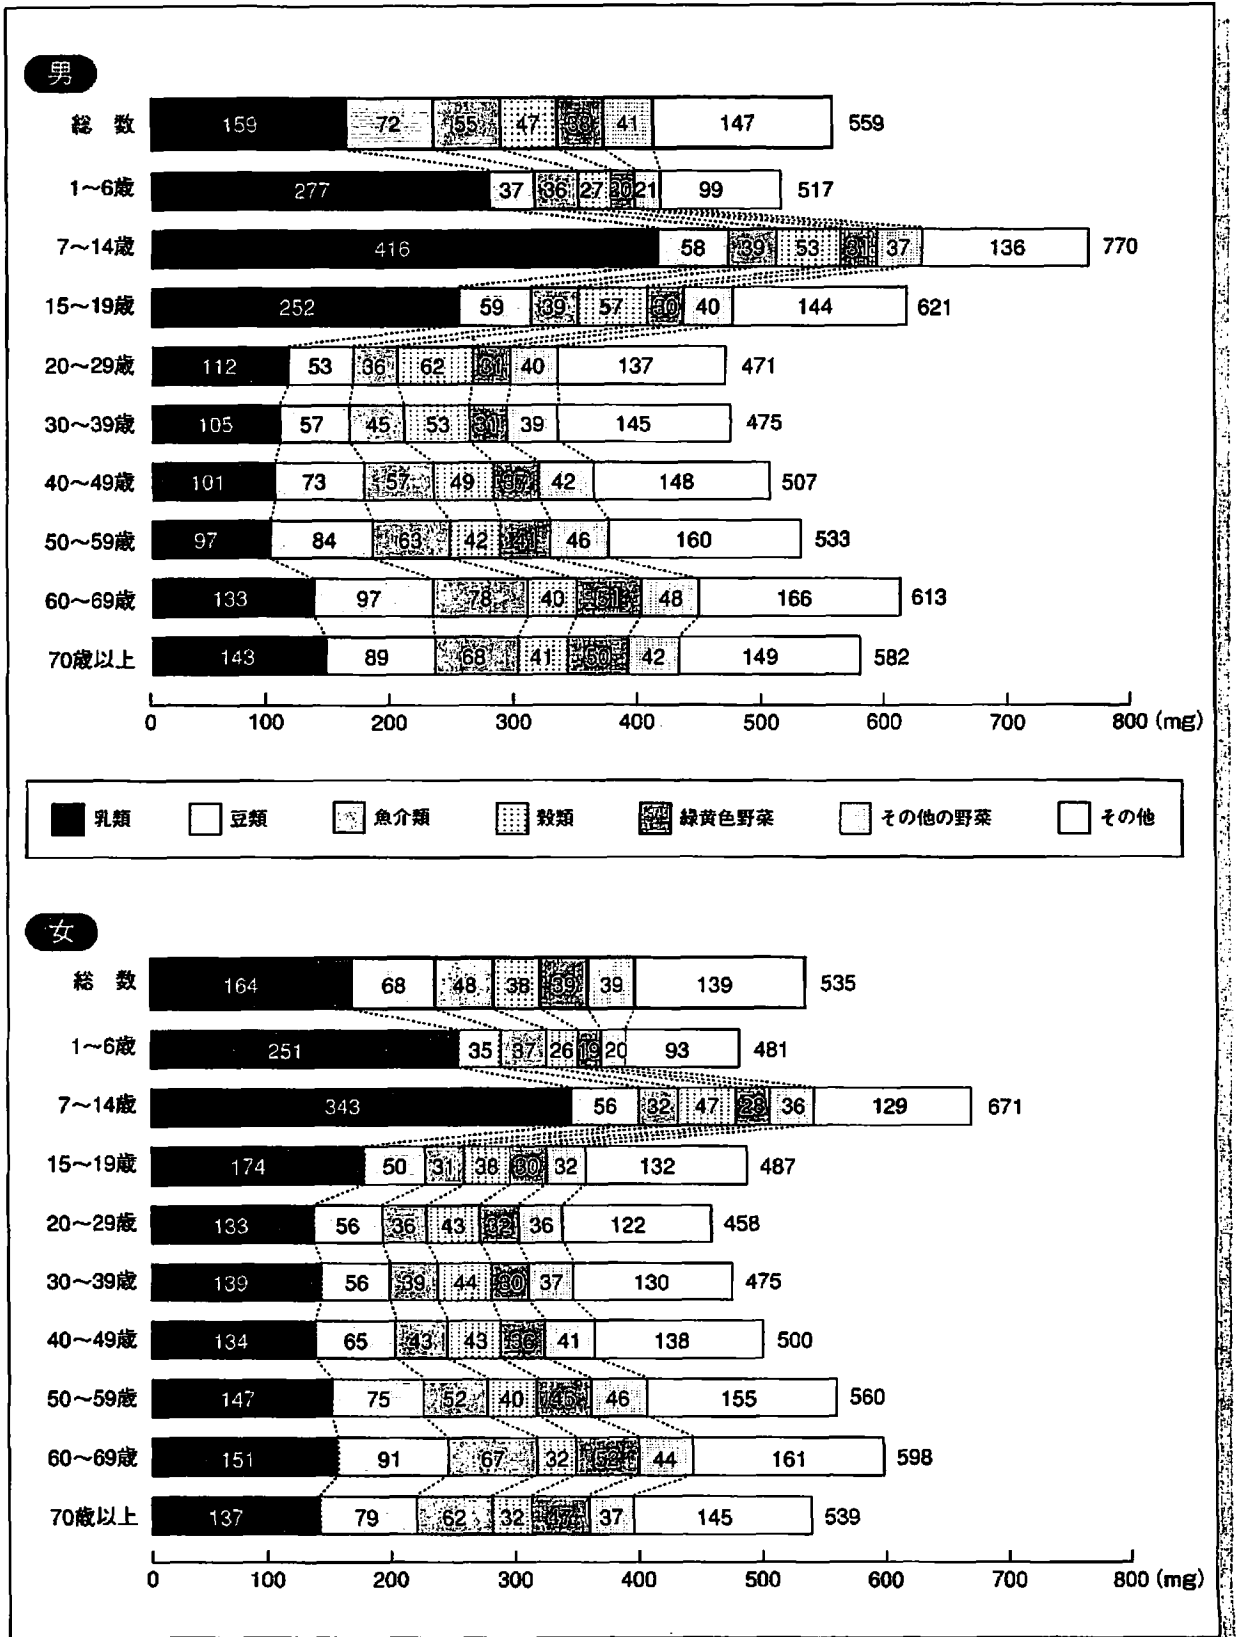 男
総 数 159 72 55 47 38 41 147 559
1〜6歳 277 37 36 27 20 21 99 517
7〜14歳 416 58 39 53 31 37 136 770
15〜19歳 252 59 39 57 30 40 144 621
20〜29歳 112 53 36 62 31 40 137 471
30〜39歳 105 57 45 53 31 39 145 475
40〜49歳 101 73 57 49 37 42 148 507
50〜59歳 97 84 63 42 41 46 160 533
60〜69歳 133 97 78 40 51 48 166 613
70歳以上 143 89 68 41 50 42 149 582
0 100 200 300 400 500 600 700 800 (mg)
乳類 豆類 魚介類 穀類 緑黄色野菜 その他の野菜 その他
女
総 数 164 68 48 38 39 39 139 535
1〜6歳 251 35 37 26 19 20 93 481
7〜14歳 343 56 32 47 28 36 129 671
15〜19歳 174 50 31 38 30 32 132 487
20〜29歳 133 56 36 43 32 36 122 458
30〜39歳 139 56 39 44 30 37 130 475
40〜49歳 134 65 43 43 36 41 138 500
50〜59歳 147 75 52 40 45 46 155 560
60〜69歳 151 91 67 32 52 44 161 598
70歳以上 137 79 62 32 47 37 145 539
0 100 200 300 400 500 600 700 800 (mg)